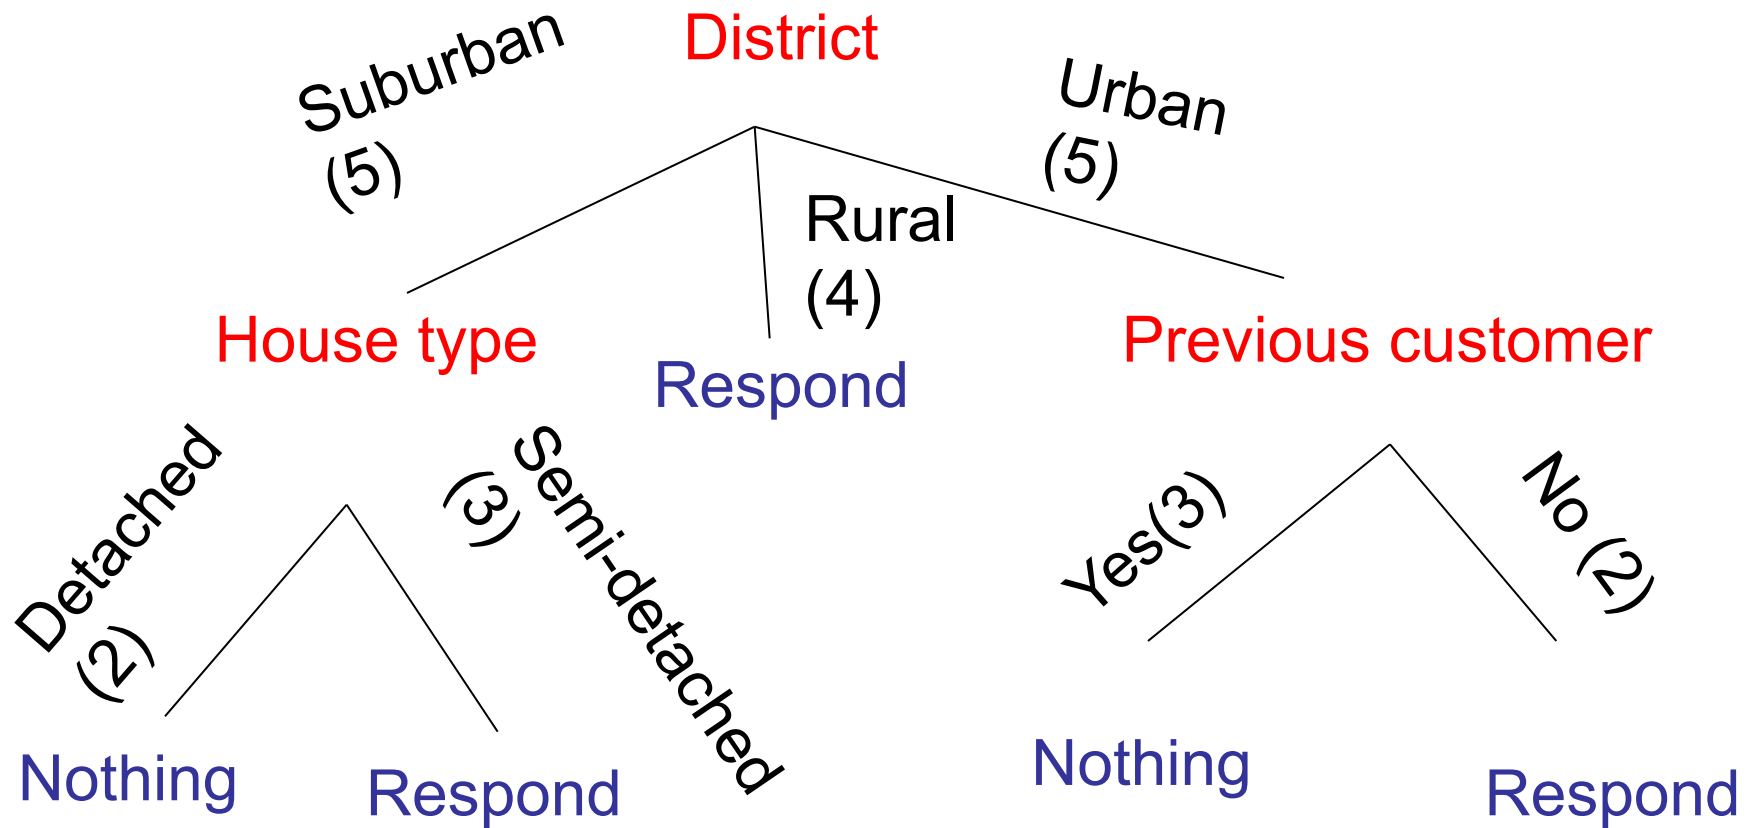 District
Suburban
(5)
Rural
(4)
Urban
(5)
House type
Respond
Previous customer
Detached
(2)
Semi-detached
(3)
Yes(3)
No (2)
Nothing
Respond
Nothing
Respond